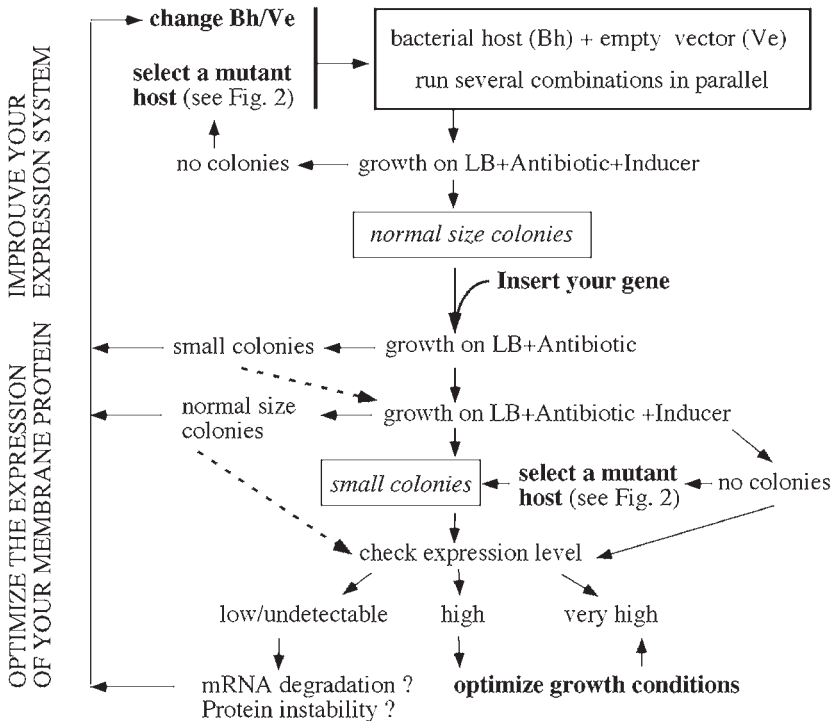 IMPROUVE YOUR
EXPRESSION SYSTEM
OPTIMIZE THE EXPRESSION
OF YOUR MEMBRANE PROTEIN
change Bh/Ve
select a mutant
host (see Fig. 2)
bacterial host (Bh) + empty vector (Ve)
run several combinations in parallel
no colonies
growth on LB+Antibiotic+Inducer
normal size colonies
Insert your gene
small colonies
growth on LB+Antibiotic
normal size
colonies
growth on LB+Antibiotic +Inducer
small colonies
select a mutant
host (see Fig. 2)
no colonies
check expression level
low/undetectable
high
very high
mRNA degradation ?
Protein instability ?
optimize growth conditions